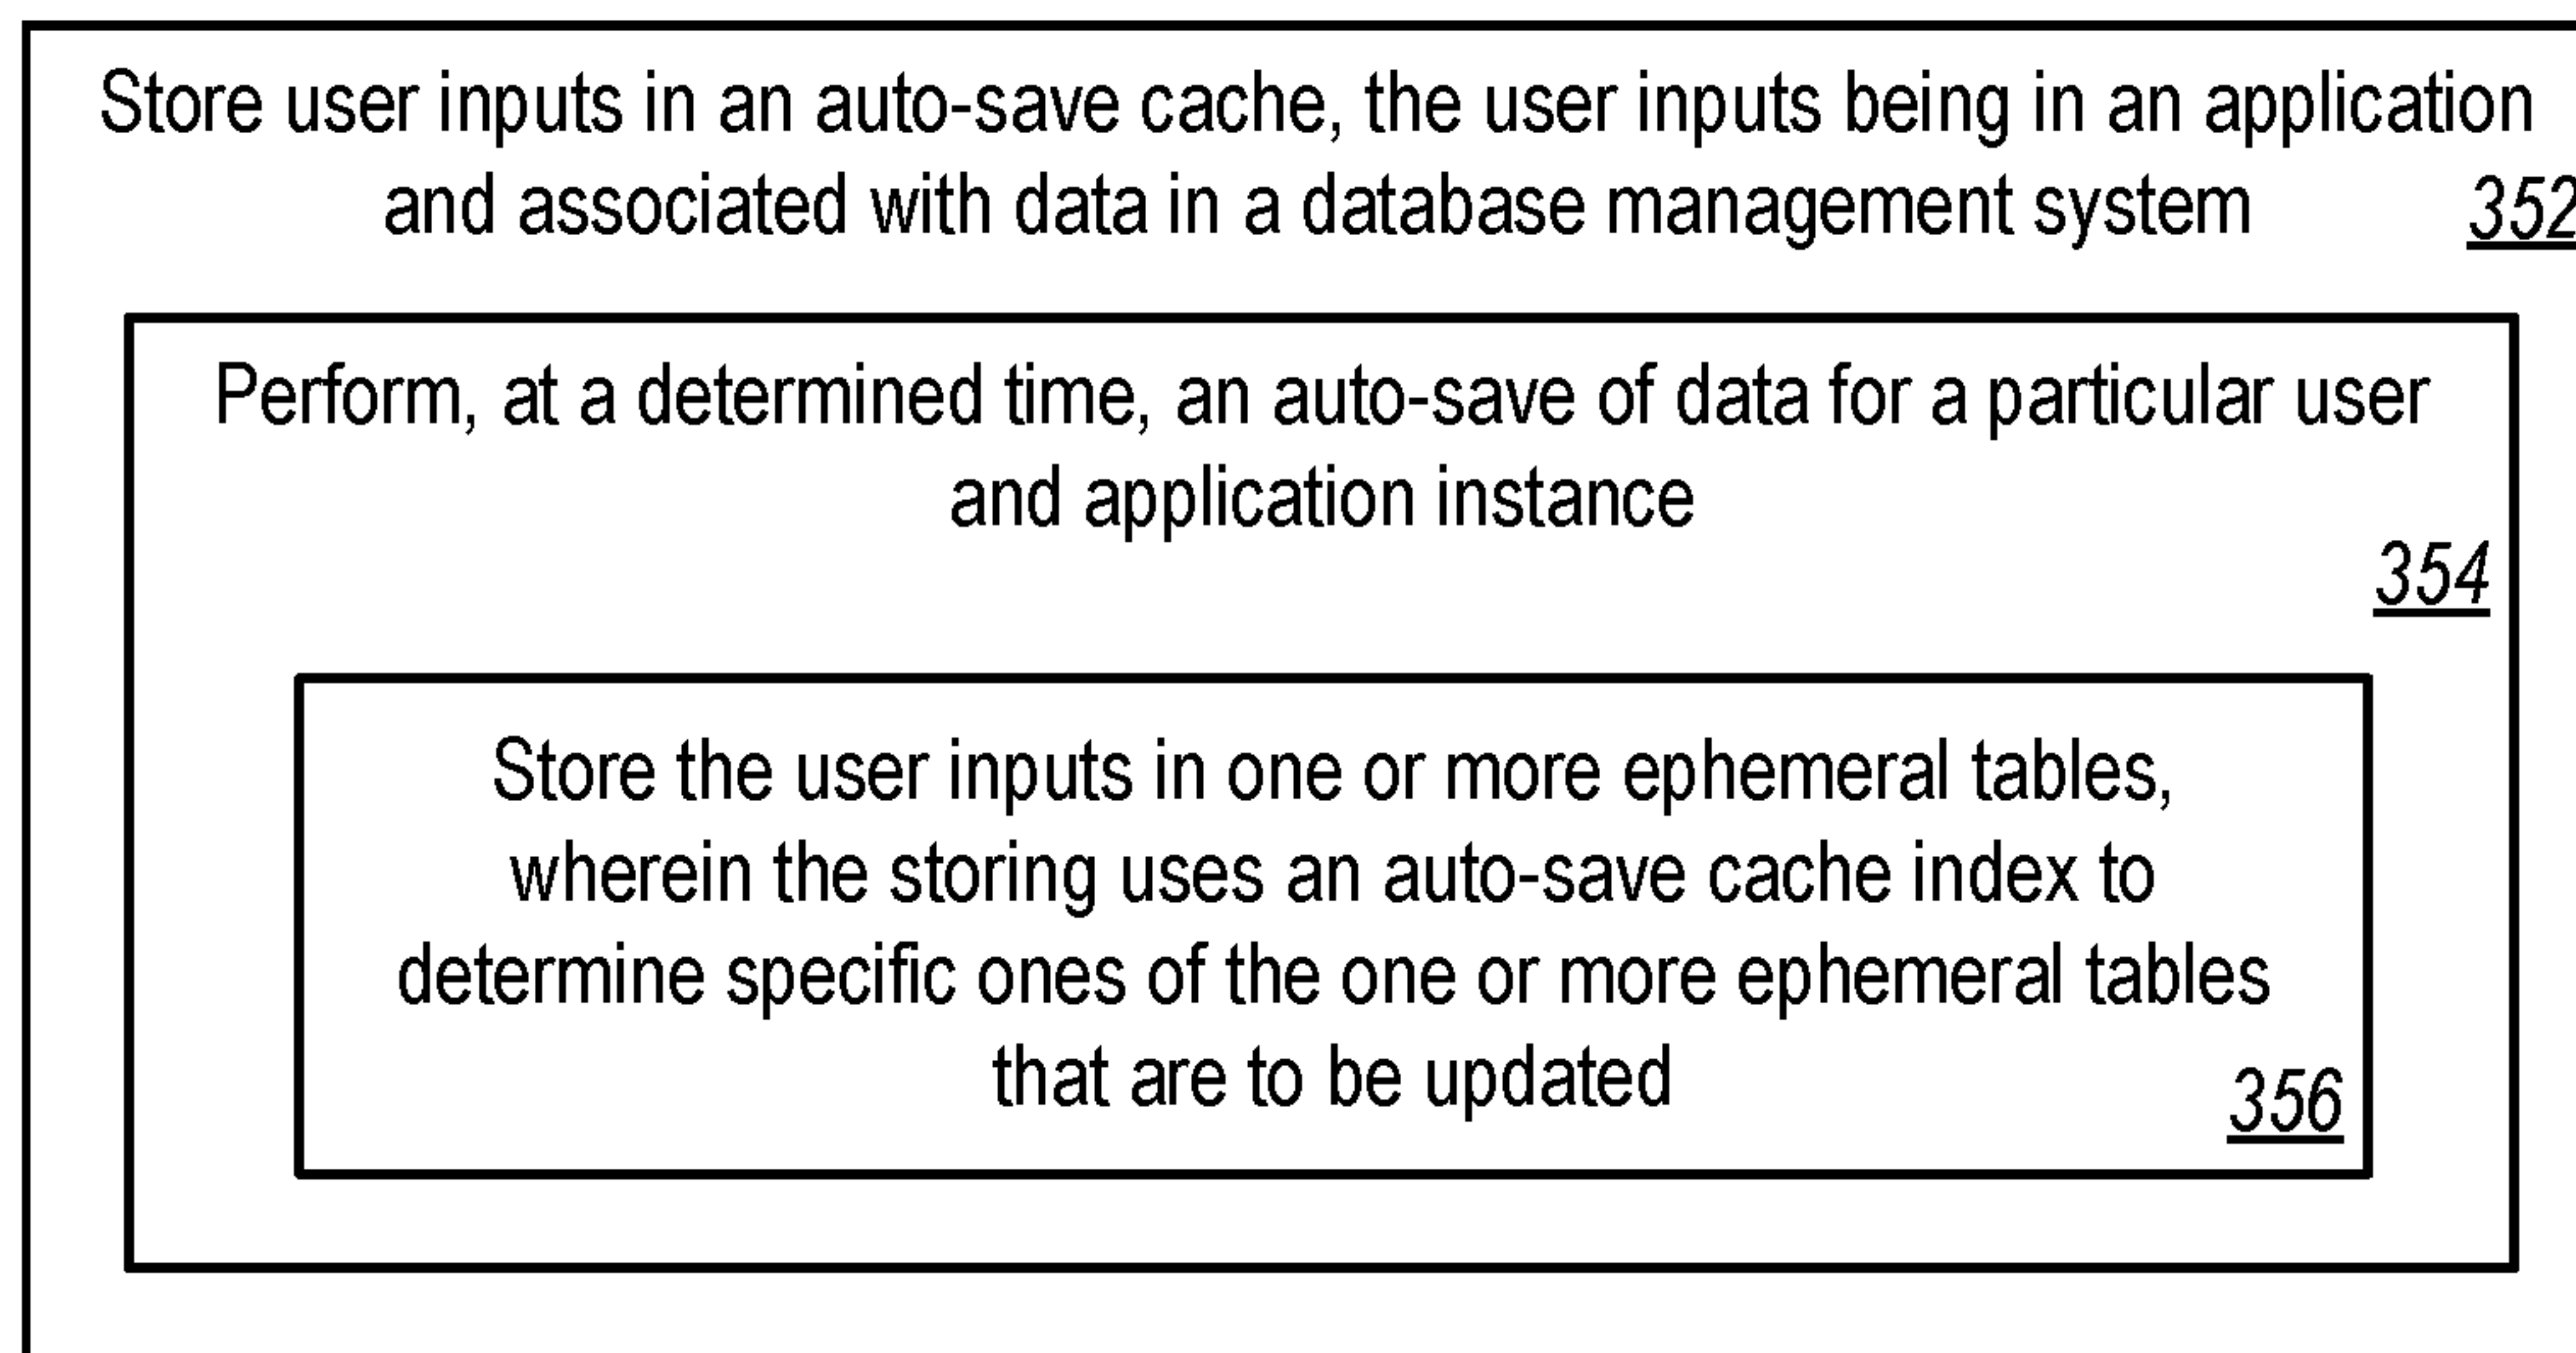 Store user inputs in an auto-save cache, the user inputs being in an application
and associated with data in a database management system 352
Perform, at a determined time, an auto-save of data for a particular user
and application instance
354
Store the user inputs in one or more ephemeral tables,
wherein the storing uses an auto-save cache index to
determine specific ones of the one or more ephemeral tables
that are to be updated 356